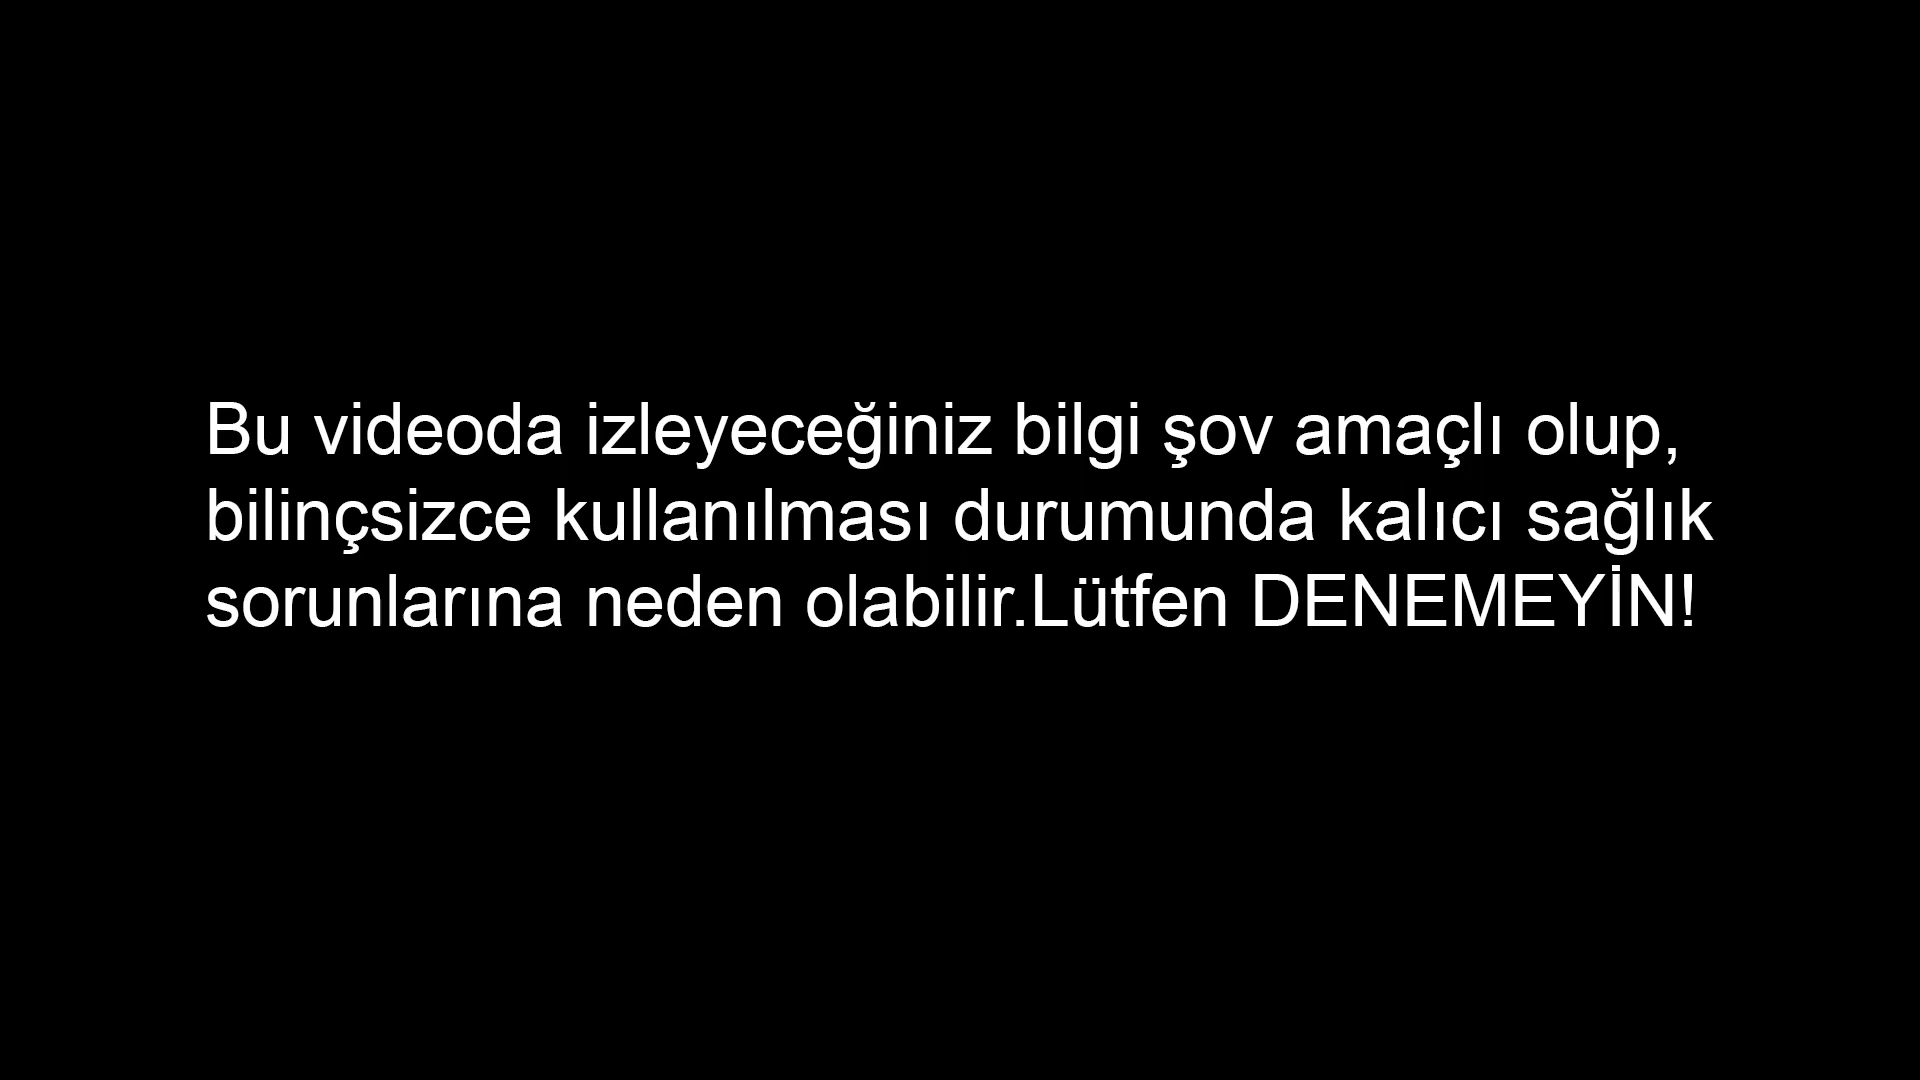 Bu videoda izleyeceğiniz bilgi şov amaçlı olup,
bilinçsizce kullanılması durumunda kalıcı sağlık
sorunlarına neden olabilir.Lütfen DENEMEYİN!